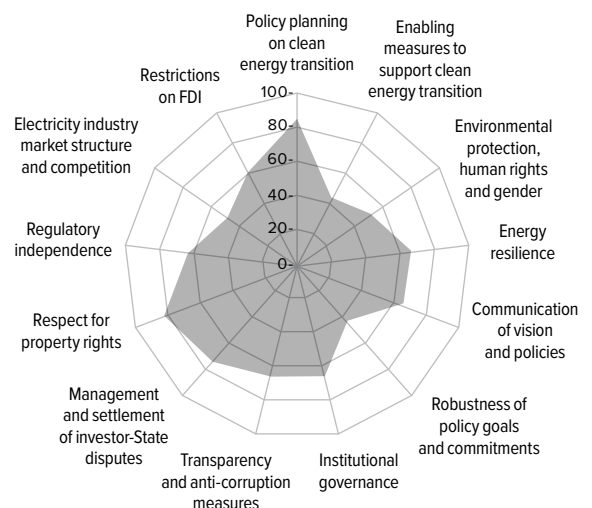 Policy planning
on clean
energy transition
Enabling
measures to
support clean
energy transition
Environmental
protection,
human rights
and gender
Energy
resilience
Communication
of vision
and policies
Robustness of
policy goals
and commitments
Institutional
governance
Transparency
and anti-corruption
measures
Management
and settlement
of investor-State
disputes
Respect for
property rights
Regulatory
independence
Electricity industry
market structure
and competition
Restrictions
on FDI
100
80
60
40
20
0